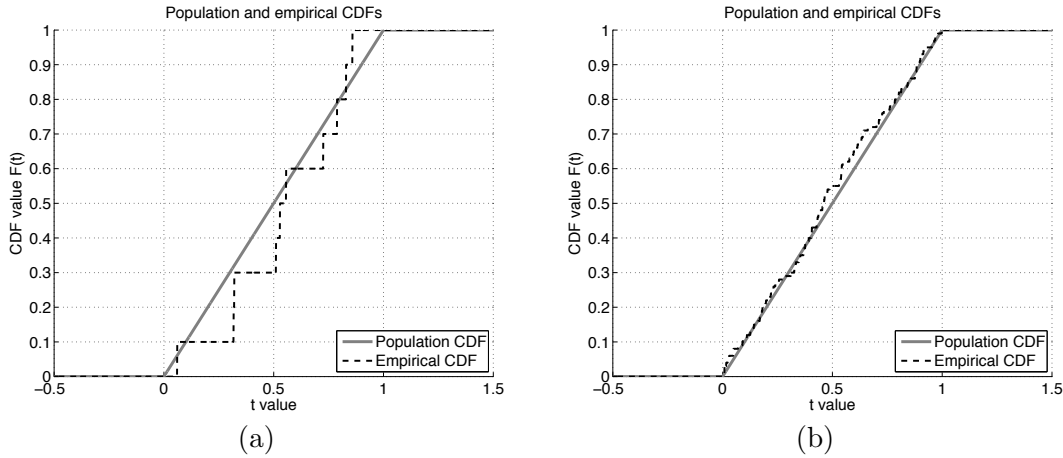 Population and empirical CDFs
1
0.9
0.8
0.7
0.6
0.5
0.4
0.3
0.2
0.1
0
CDF value F(t)
−0.5 0 0.5 1 1.5
t value
Population CDF
Empirical CDF
(a)
Population and empirical CDFs
1
0.9
0.8
0.7
0.6
0.5
0.4
0.3
0.2
0.1
0
CDF value F(t)
−0.5 0 0.5 1 1.5
t value
Population CDF
Empirical CDF
(b)